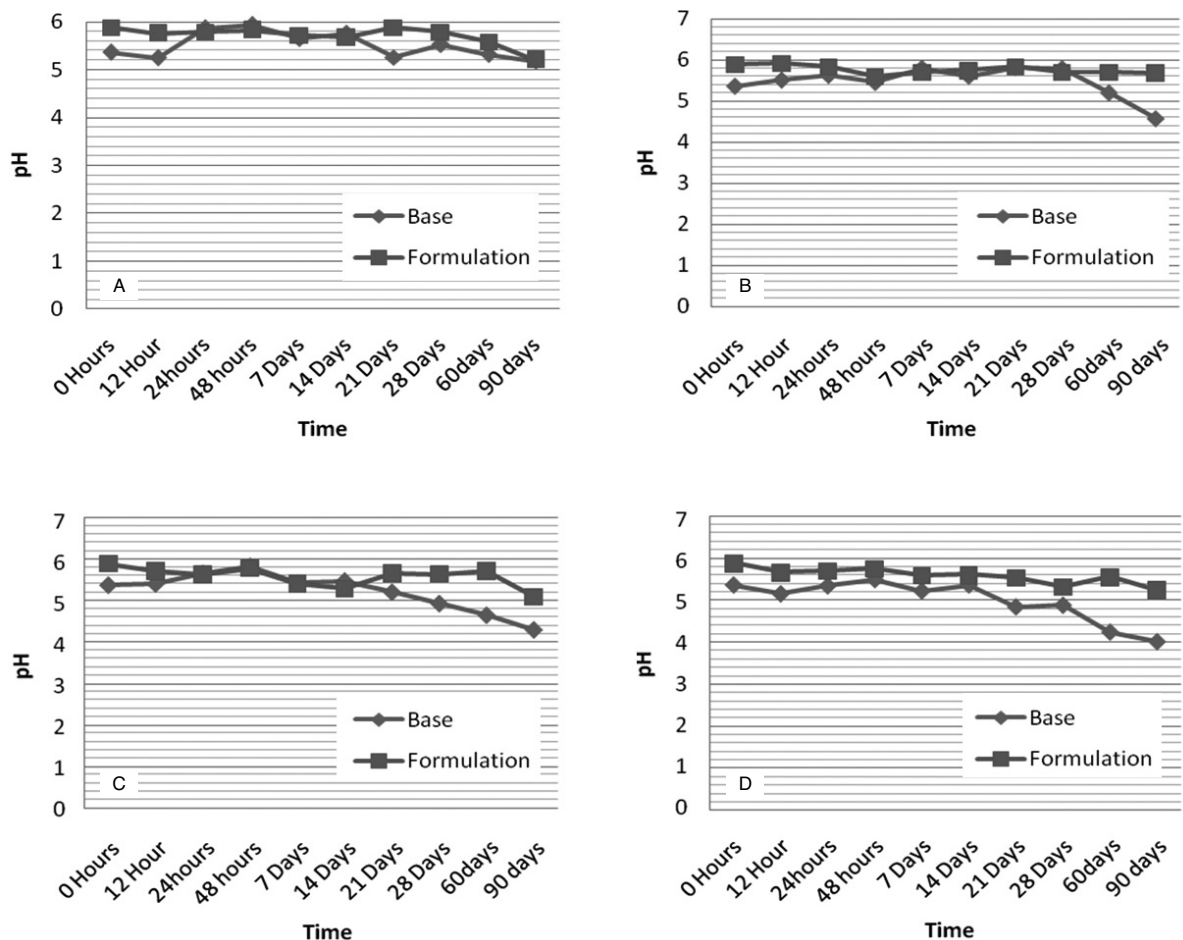 6
5
4
3
2
1
0
pH
Base
Formulation
A
0 Hours
12 Hour
24hours
48 hours
7 Days
14 Days
21 Days
28 Days
60days
90 days
Time
7
6
5
4
3
2
1
0
pH
Base
Formulation
B
0 Hours
12 Hour
24hours
48 hours
7 Days
14 Days
21 Days
28 Days
60days
90 days
Time
7
6
5
4
3
2
1
0
pH
Base
Formulation
C
0 Hours
12 Hour
24hours
48 hours
7 Days
14 Days
21 Days
28 Days
60days
90 days
Time
7
6
5
4
3
2
1
0
pH
Base
Formulation
D
0 Hours
12 Hour
24hours
48 hours
7 Days
14 Days
21 Days
28 Days
60days
90 days
Time